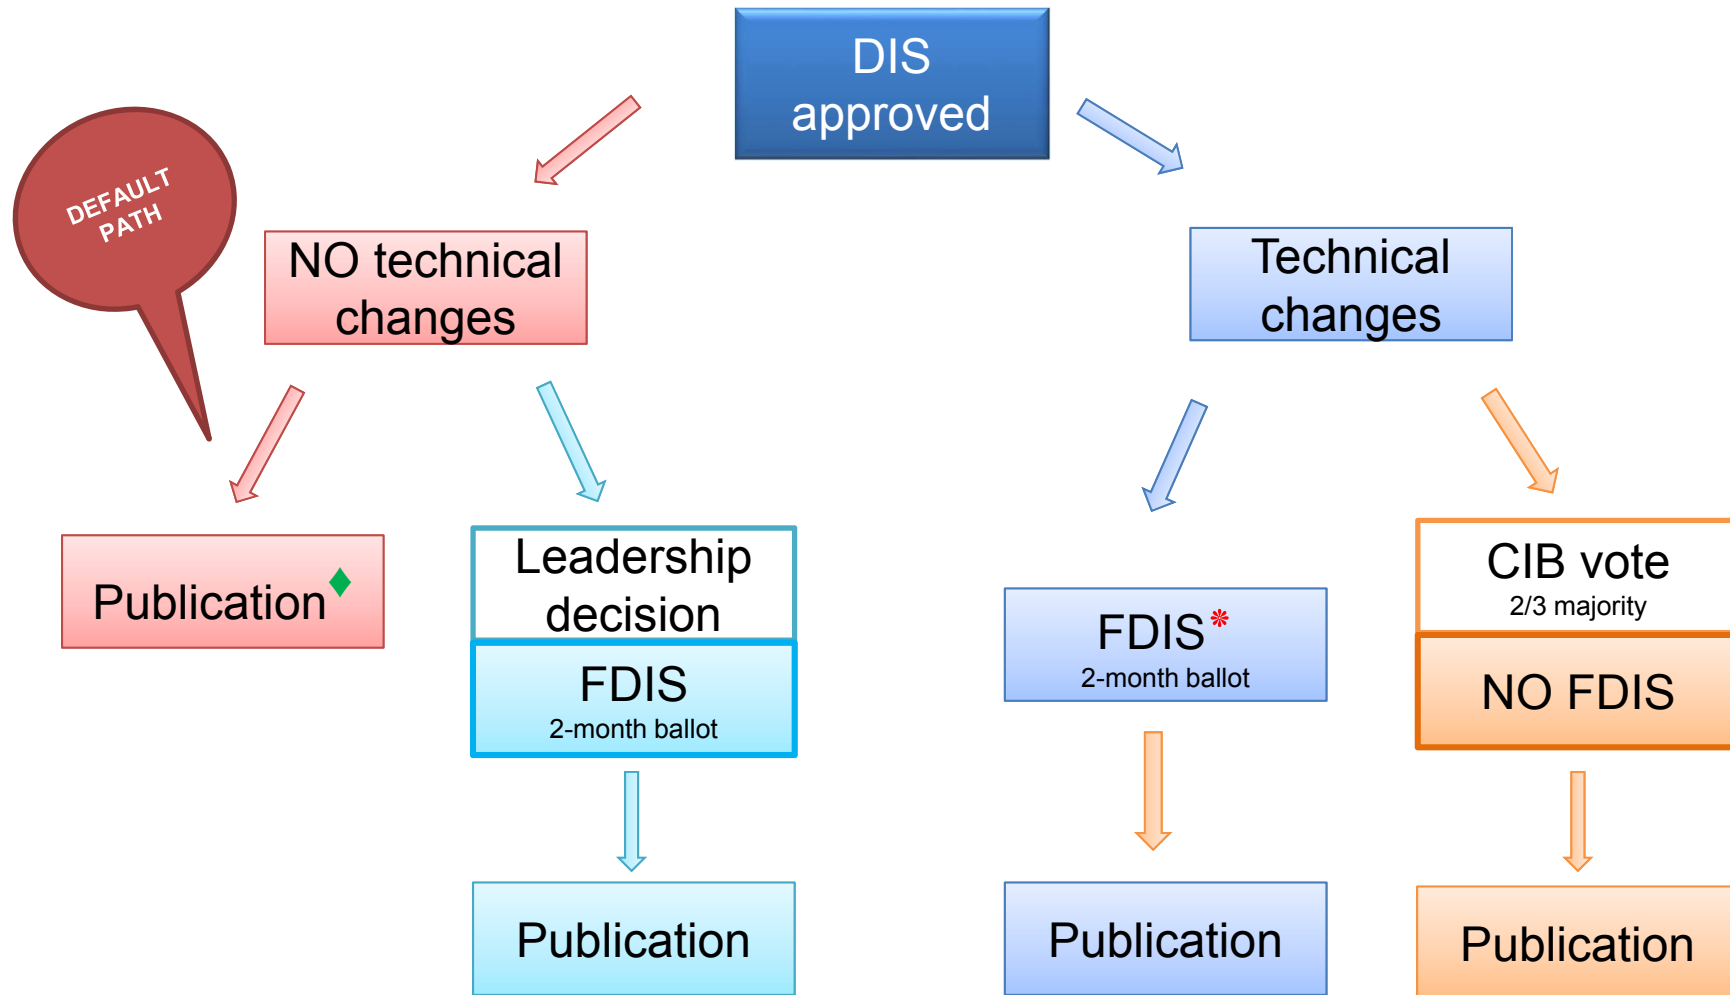 DIS
approved
DEFAULT
PATH
NO technical
changes
Technical
changes
Publication♦
Leadership
decision
FDIS
2-month ballot
FDIS*
2-month ballot
CIB vote
2/3 majority
NO FDIS
Publication
Publication
Publication